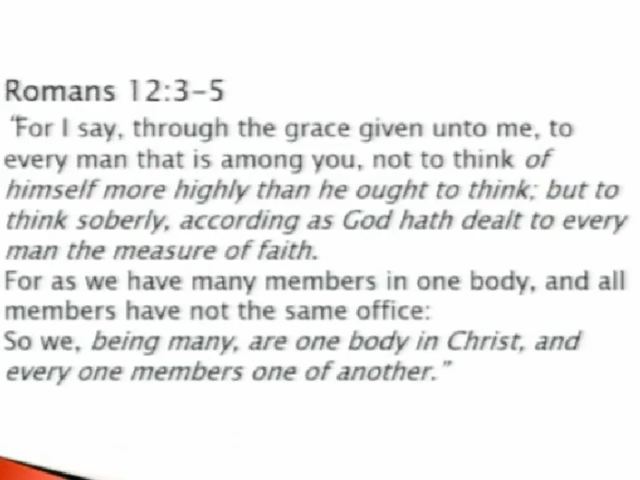 Romans 12:3-5
"For I say, through the grace given unto me, to
every man that is among you, not to think of
himself more highly than he ought to think; but to
think soberly, according as God hath dealt to every
man the measure of faith.
For as we have many members in one body, and all
members have not the same office:
So we, being many, are one body in Christ, and
every one members one of another."